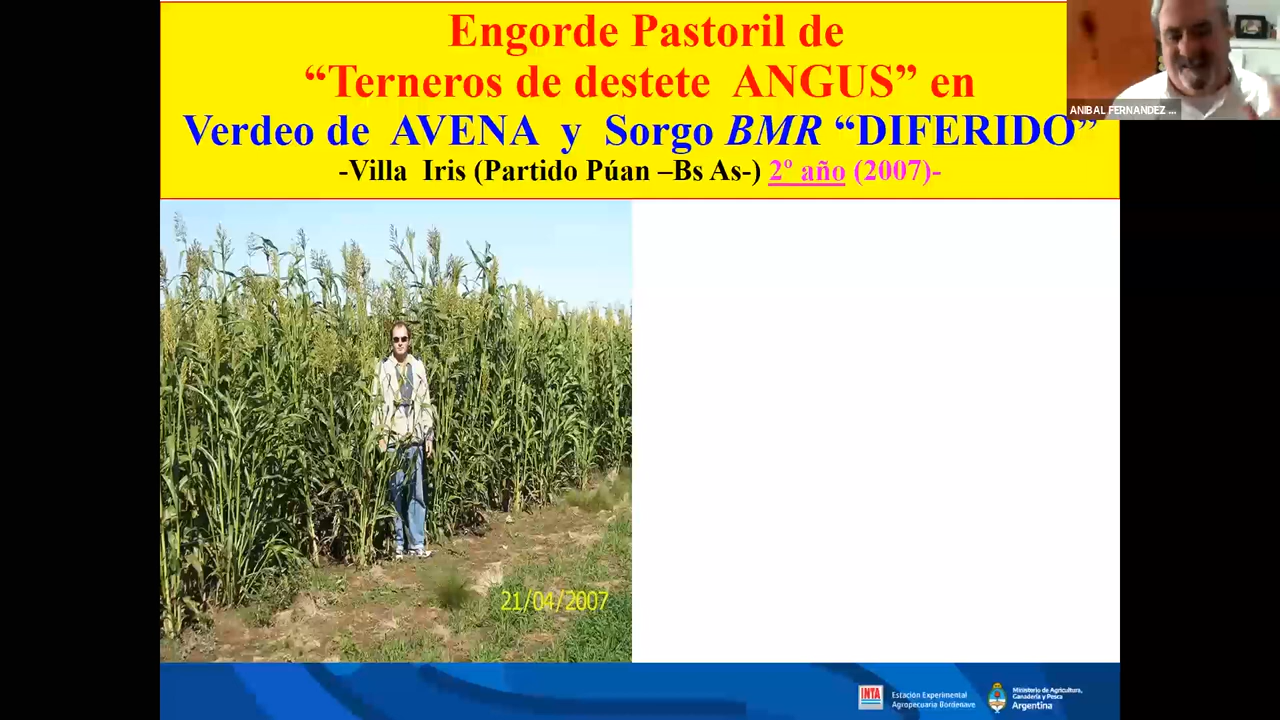 Engorde Pastoril de
“Terneros de destete ANGUS” en
Verdeo de AVENA y Sorgo BMR “DIFERIDO”
-Villa Iris (Partido Púan –Bs As-) 2º año (2007)-
ANIBAL FERNANDEZ ...
21/04/2007
INTA
Estación Experimental
Agropecuaria Bordenave
Ministerio de Agricultura,
Ganadería y Pesca
Argentina